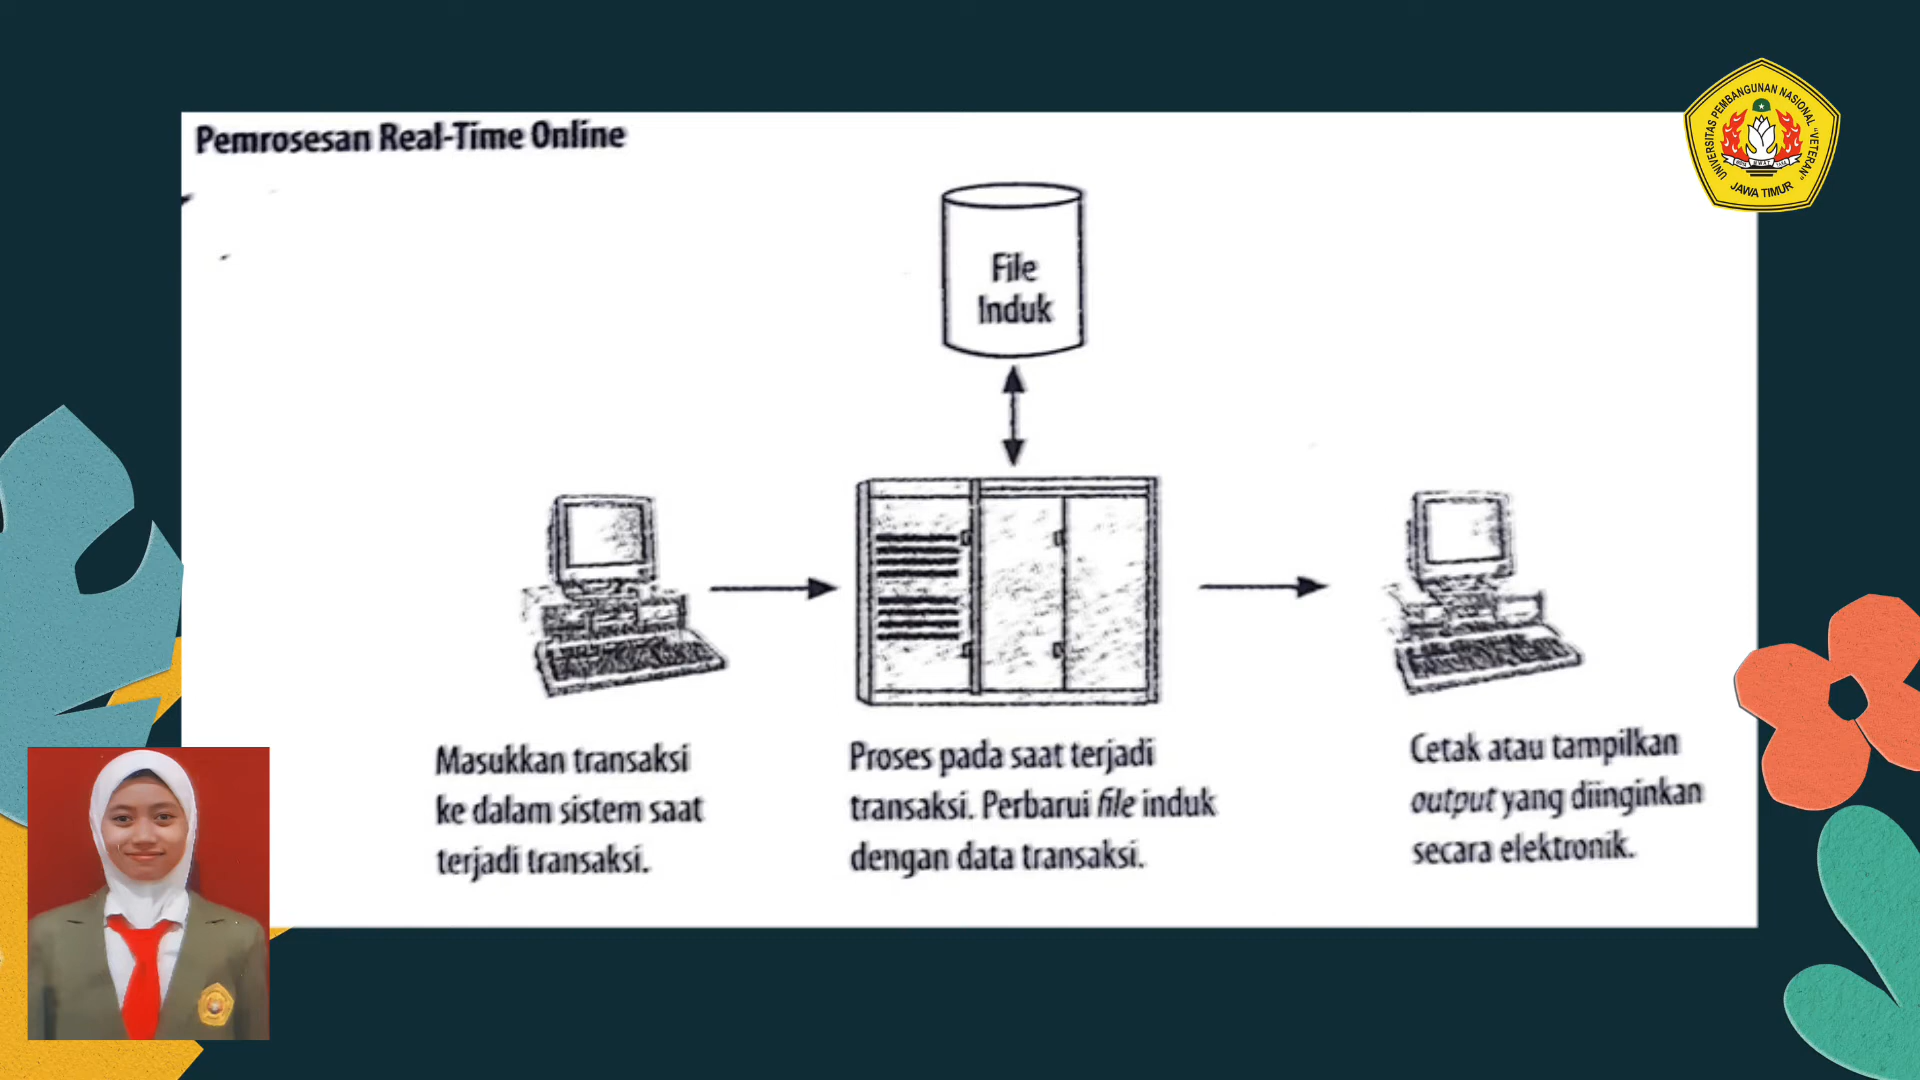 Pemrosesan Real-Time Online
UNIVERSITAS PEMBANGUNAN NASIONAL "VETERAN"
JAWA TIMUR
File
Induk
Masukkan transaksi
ke dalam sistem saat
terjadi transaksi.
Proses pada saat terjadi
transaksi. Perbarui file induk
dengan data transaksi.
Cetak atau tampilkan
output yang diinginkan
secara elektronik.